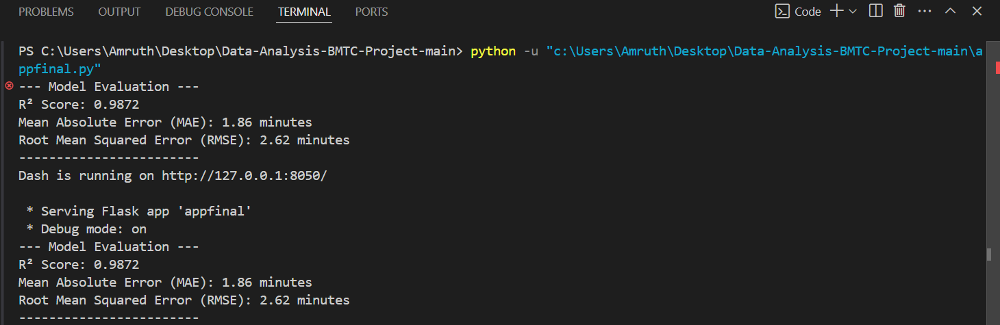 PROBLEMS OUTPUT DEBUG CONSOLE TERMINAL PORTS Code
PS C:\Users\Amruth\Desktop\Data-Analysis-BMTC-Project-main> python -u "c:\Users\Amruth\Desktop\Data-Analysis-BMTC-Project-main\a
ppfinal.py"
--- Model Evaluation ---
R² Score: 0.9872
Mean Absolute Error (MAE): 1.86 minutes
Root Mean Squared Error (RMSE): 2.62 minutes
------------------------
Dash is running on http://127.0.0.1:8050/
* Serving Flask app 'appfinal'
* Debug mode: on
--- Model Evaluation ---
R² Score: 0.9872
Mean Absolute Error (MAE): 1.86 minutes
Root Mean Squared Error (RMSE): 2.62 minutes
------------------------